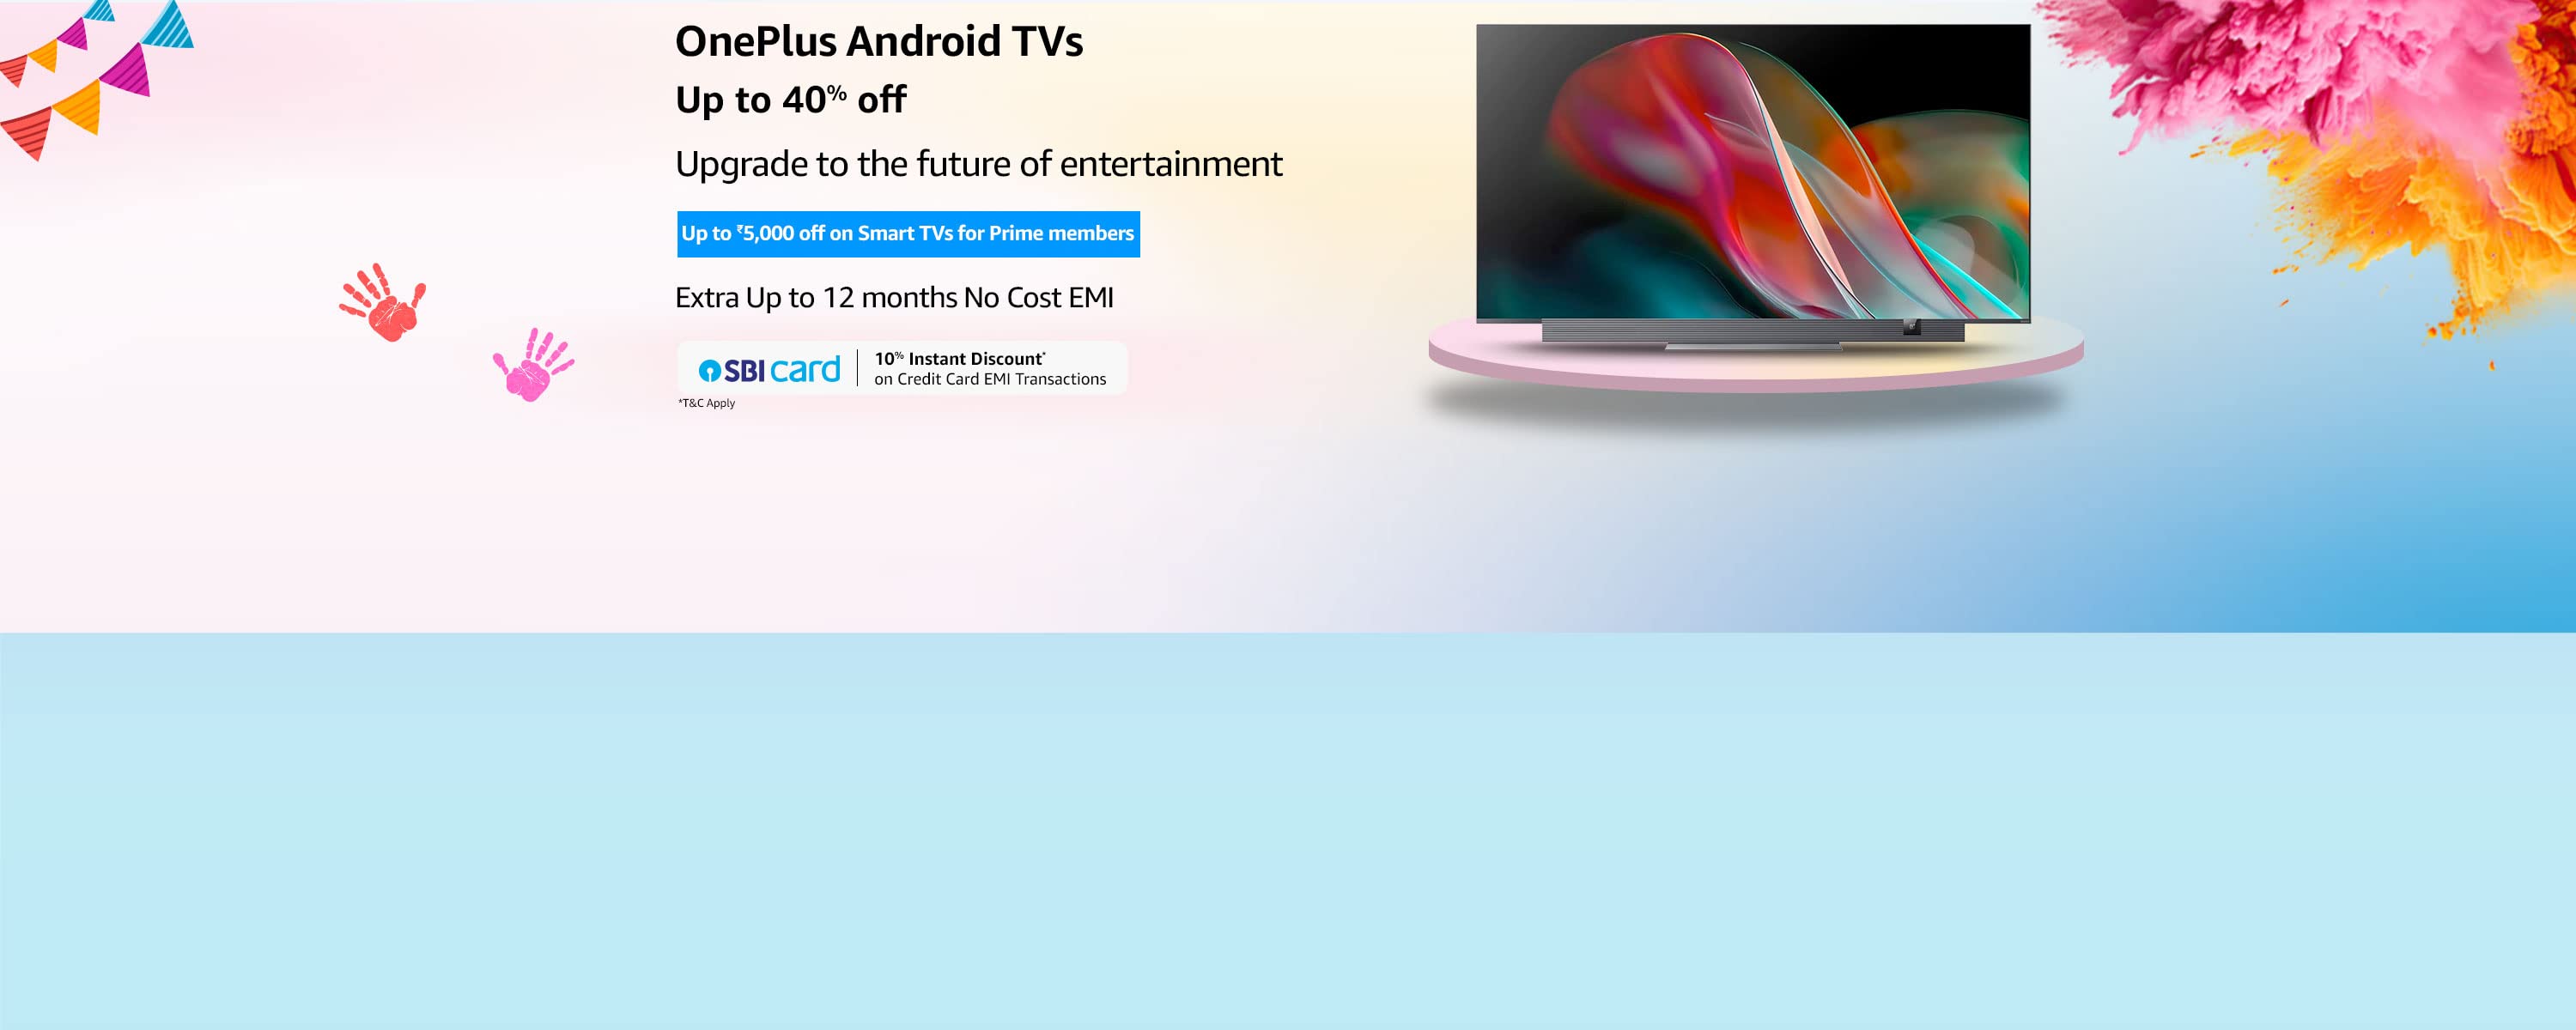 OnePlus Android TVs
Up to 40% off
Upgrade to the future of entertainment
Up to ₹5,000 off on Smart TVs for Prime members
Extra Up to 12 months No Cost EMI
SBI card
10% Instant Discount*
on Credit Card EMI Transactions
*T&C Apply